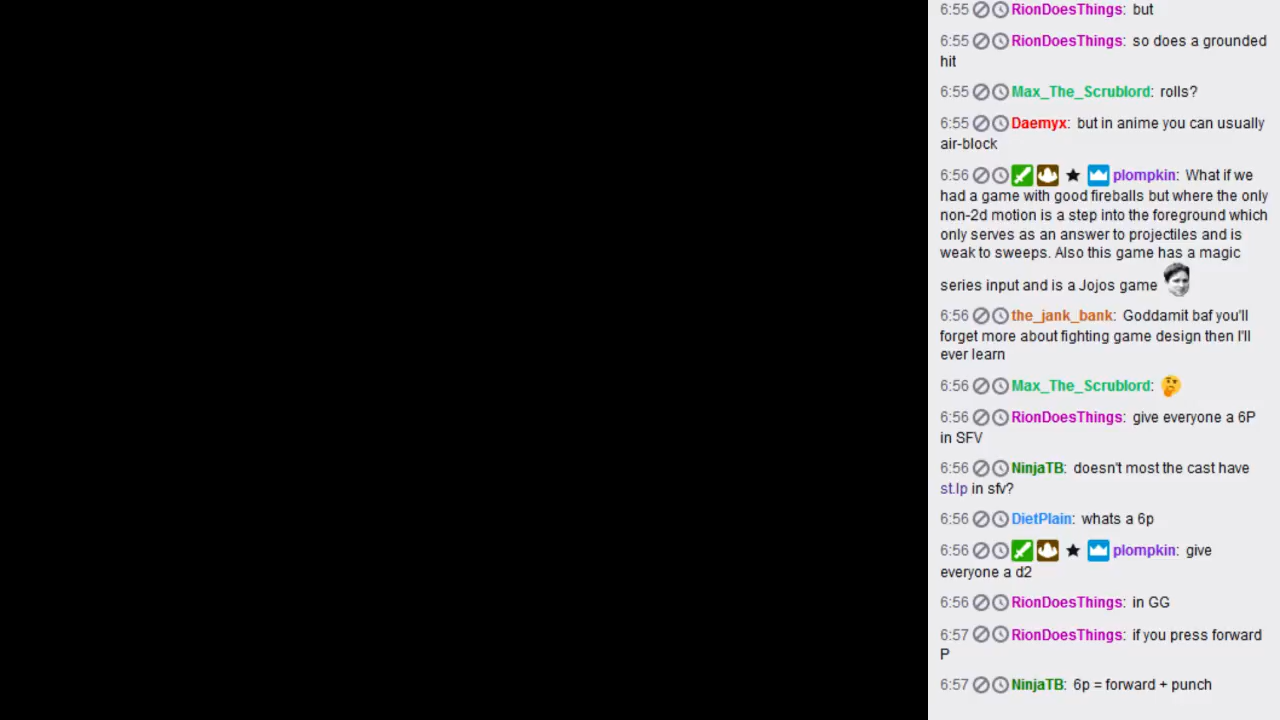 6:55 RionDoesThings: but
6:55 RionDoesThings: so does a grounded
hit
6:55 Max_The_Scrublord: rolls?
6:55 Daemyx: but in anime you can usually
air-block
6:56 plompkin: What if we
had a game with good fireballs but where the only
non-2d motion is a step into the foreground which
only serves as an answer to projectiles and is
weak to sweeps. Also this game has a magic
series input and is a Jojos game
6:56 the_jank_bank: Goddamit baf you'll
forget more about fighting game design then I'll
ever learn
6:56 Max_The_Scrublord:
6:56 RionDoesThings: give everyone a 6P
in SFV
6:56 NinjaTB: doesn't most the cast have
st.lp in sfv?
6:56 DietPlain: whats a 6p
6:56 plompkin: give
everyone a d2
6:56 RionDoesThings: in GG
6:57 RionDoesThings: if you press forward
P
6:57 NinjaTB: 6p = forward + punch